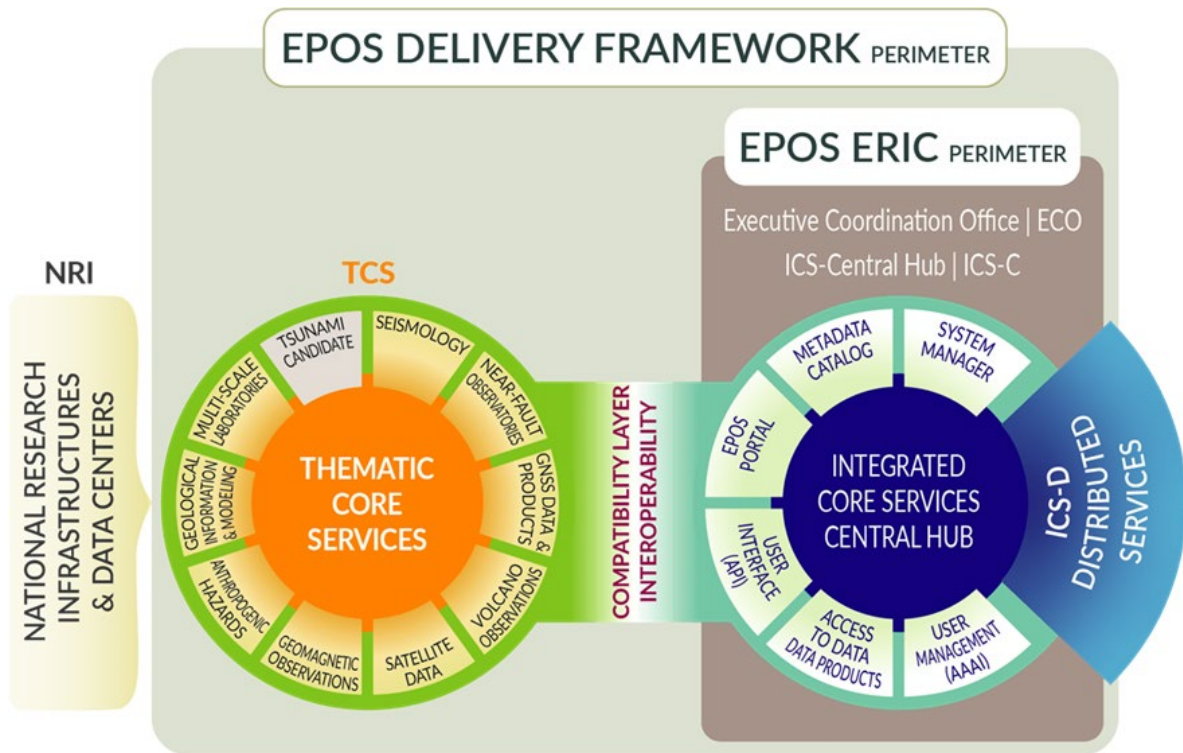 EPOS DELIVERY FRAMEWORK PERIMETER
EPOS ERIC PERIMETER
Executive Coordination Office | ECO
ICS-Central Hub | ICS-C
NRI
NATIONAL RESEARCH
INFRASTRUCTURES
& DATA CENTERS
TCS
TSUNAMI
CANDIDATE
SEISMOLOGY
NEAR-FAULT
OBSERVATORIES
GNSS DATA &
PRODUCTS
VOLCANO
OBSERVATIONS
SATELLITE
DATA
GEOMAGNETIC
OBSERVATIONS
ANTHROPOGENIC
HAZARDS
GEOLOGICAL
INFORMATION
& MODELING
MULTI-SCALE
LABORATORIES
THEMATIC
CORE
SERVICES
COMPATIBILITY LAYER
INTEROPERABILITY
METADATA
CATALOG
SYSTEM
MANAGER
EPOS
PORTAL
USER
INTERFACE
(API)
ACCESS
TO DATA
DATA PRODUCTS
USER
MANAGEMENT
(AAAI)
INTEGRATED
CORE SERVICES
CENTRAL HUB
ICS-D
DISTRIBUTED
SERVICES